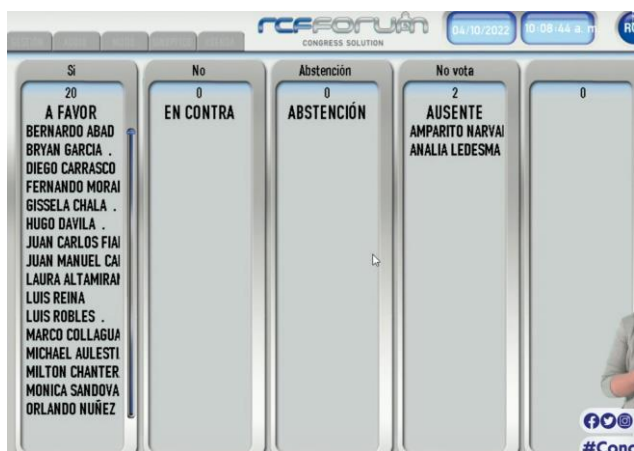 rcfforum
CONGRESS SOLUTION
04/10/2022
10:08:44 a. m
Si
20
A FAVOR
BERNARDO ABAD
BRYAN GARCIA .
DIEGO CARRASCO
FERNANDO MORAI
GISSELA CHALA .
HUGO DAVILA .
JUAN CARLOS FIAI
JUAN MANUEL CAI
LAURA ALTAMIRAN
LUIS REINA
LUIS ROBLES .
MARCO COLLAGUA
MICHAEL AULESTI
MILTON CHANTER
MONICA SANDOVA
ORLANDO NUÑEZ
No
0
EN CONTRA
Abstención
0
ABSTENCIÓN
No vota
2
AUSENTE
AMPARITO NARVAI
ANALIA LEDESMA
0
#Conc